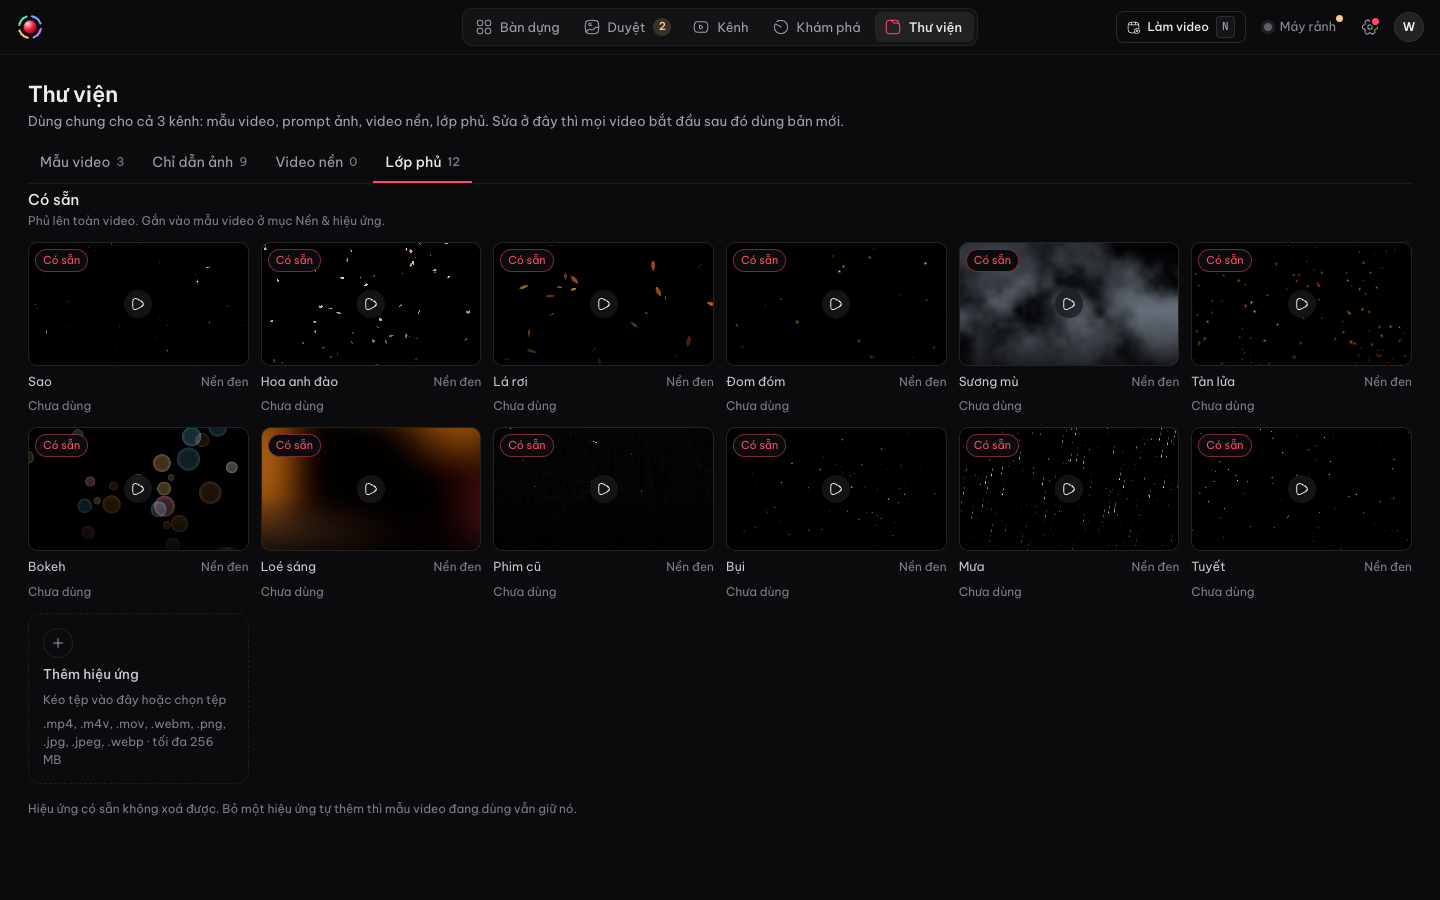 Bàn dựng
Duyệt 2
Kênh
Khám phá
Thư viện
Làm video N
Máy rảnh
W
Thư viện
Dùng chung cho cả 3 kênh: mẫu video, prompt ảnh, video nền, lớp phủ. Sửa ở đây thì mọi video bắt đầu sau đó dùng bản mới.
Mẫu video 3
Chỉ dẫn ảnh 9
Video nền 0
Lớp phủ 12
Có sẵn
Phủ lên toàn video. Gắn vào mẫu video ở mục Nền & hiệu ứng.
Có sẵn
Sao Nền đen
Chưa dùng
Có sẵn
Hoa anh đào Nền đen
Chưa dùng
Có sẵn
Lá rơi Nền đen
Chưa dùng
Có sẵn
Đom đóm Nền đen
Chưa dùng
Có sẵn
Sương mù Nền đen
Chưa dùng
Có sẵn
Tàn lửa Nền đen
Chưa dùng
Có sẵn
Bokeh Nền đen
Chưa dùng
Có sẵn
Loé sáng Nền đen
Chưa dùng
Có sẵn
Phim cũ Nền đen
Chưa dùng
Có sẵn
Bụi Nền đen
Chưa dùng
Có sẵn
Mưa Nền đen
Chưa dùng
Có sẵn
Tuyết Nền đen
Chưa dùng
Thêm hiệu ứng
Kéo tệp vào đây hoặc chọn tệp
.mp4, .m4v, .mov, .webm, .png,
.jpg, .jpeg, .webp · tối đa 256
MB
Hiệu ứng có sẵn không xoá được. Bỏ một hiệu ứng tự thêm thì mẫu video đang dùng vẫn giữ nó.